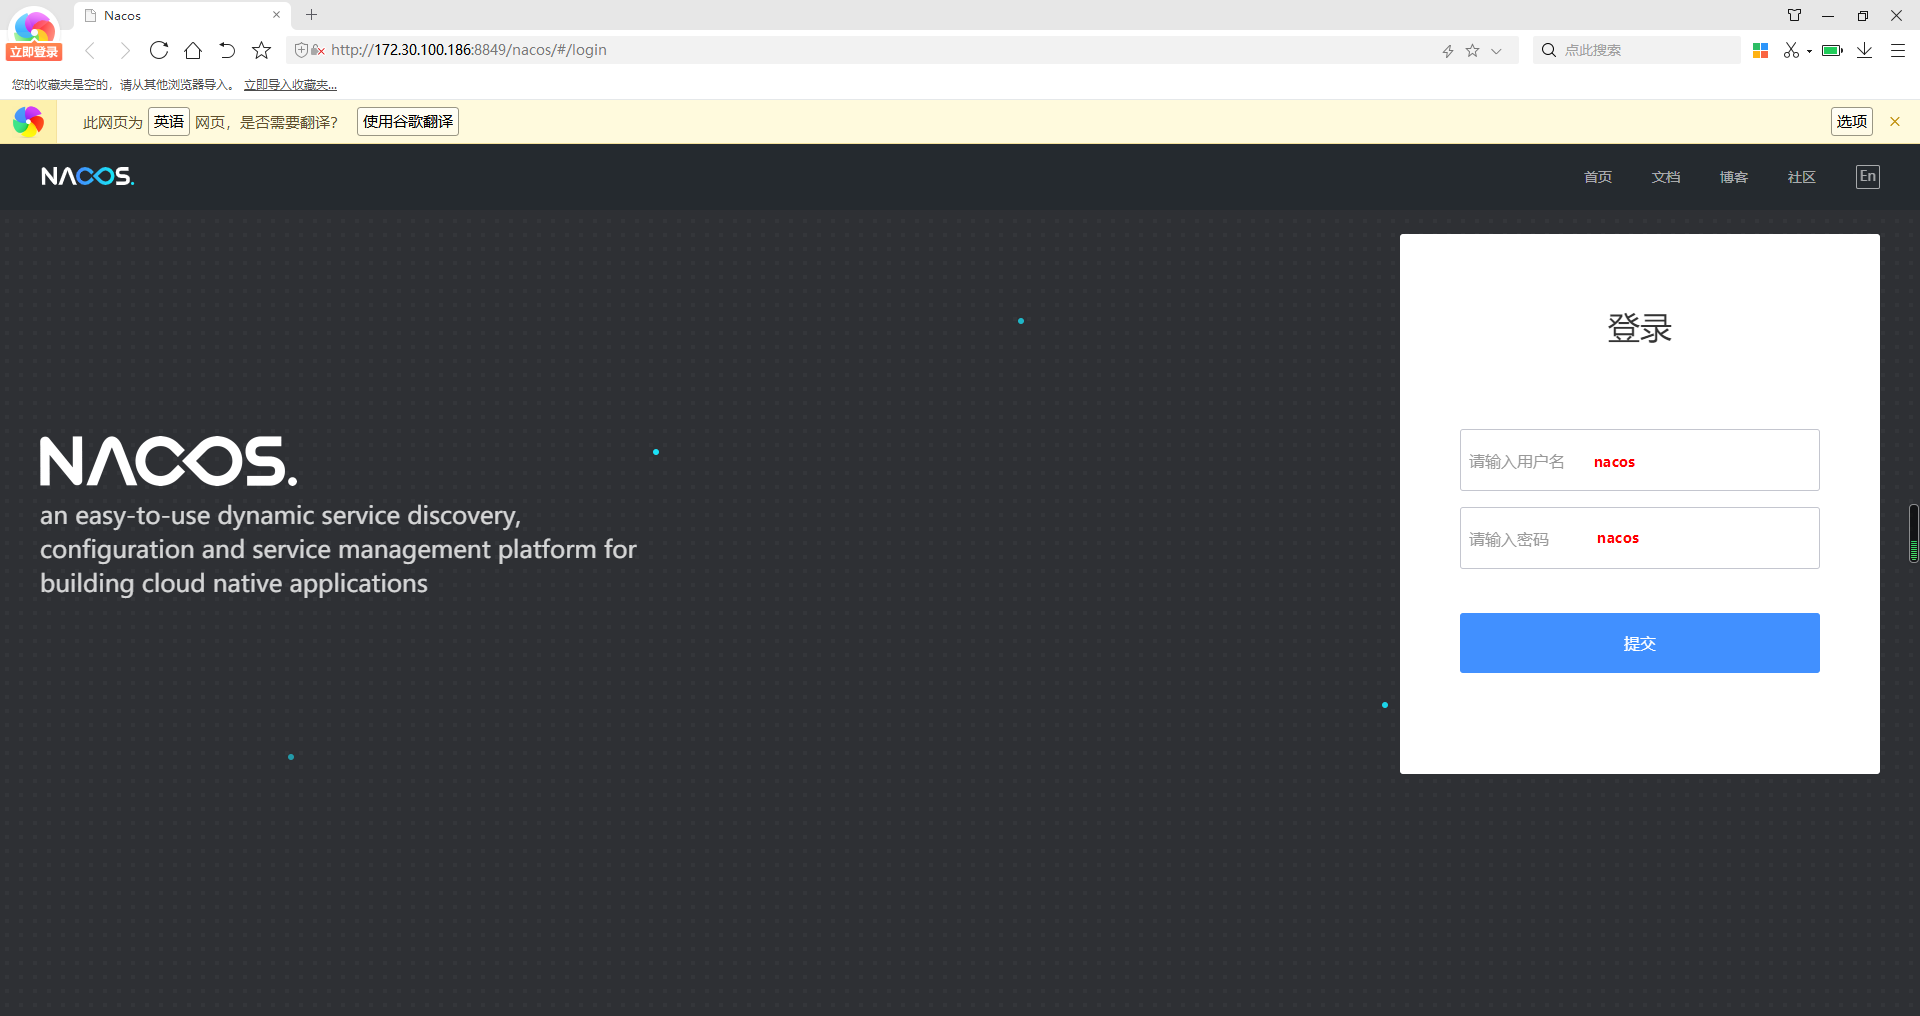 Nacos
立即登录
http://172.30.100.186:8849/nacos/#/login
点此搜索
您的收藏夹是空的，请从其他浏览器导入。 立即导入收藏夹...
此网页为 英语 网页，是否需要翻译? 使用谷歌翻译 选项
NACOS. 首页 文档 博客 社区 En
登录
请输入用户名 nacos
NACOS.
an easy-to-use dynamic service discovery,
configuration and service management platform for
building cloud native applications
请输入密码 nacos
提交